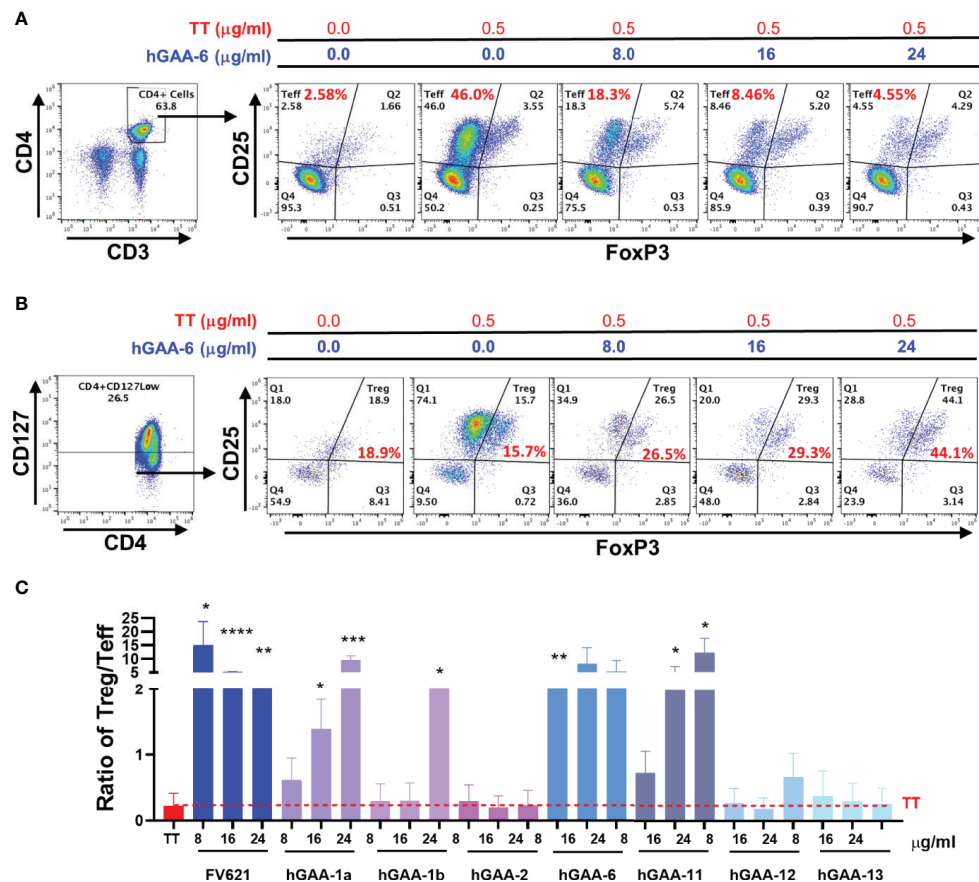 A
TT (μg/ml) 0.0 0.5 0.5 0.5 0.5
hGAA-6 (μg/ml) 0.0 0.0 8.0 16 24
CD4+ Cells
63.8
Teff 2.58% Q2
2.58 1.66
Q4 Q3
95.3 0.51
Teff 46.0% Q2
46.0 3.55
Q4 Q3
50.2 0.25
Teff 18.3% Q2
18.3 5.74
Q4 Q3
75.5 0.53
Teff 8.46% Q2
8.46 5.20
Q4 Q3
85.9 0.39
Teff 4.55% Q2
4.55 4.29
Q4 Q3
90.7 0.43
CD4
CD25
CD3
FoxP3
B
TT (μg/ml) 0.0 0.5 0.5 0.5 0.5
hGAA-6 (μg/ml) 0.0 0.0 8.0 16 24
CD4+CD127Low
26.5
Q1 Treg
18.0 18.9
18.9%
Q4 Q3
54.9 8.41
Q1 Treg
74.1 15.7
15.7%
Q4 Q3
9.50 0.72
Q1 Treg
34.9 26.5
26.5%
Q4 Q3
36.0 2.85
Q1 Treg
20.0 29.3
29.3%
Q4 Q3
48.0 2.84
Q1 Treg
28.8 44.1
44.1%
Q4 Q3
23.9 3.14
CD127
CD25
CD4
FoxP3
C
Ratio of Treg/Teff
25
20
15
10
5
2
1
0
* **** ** * *** * ** * *
TT
TT 8 16 24 8 16 24 8 16 24 8 16 24 8 16 24 8 16 24 8 16 24 8 16 24 μg/ml
FV621 hGAA-1a hGAA-1b hGAA-2 hGAA-6 hGAA-11 hGAA-12 hGAA-13